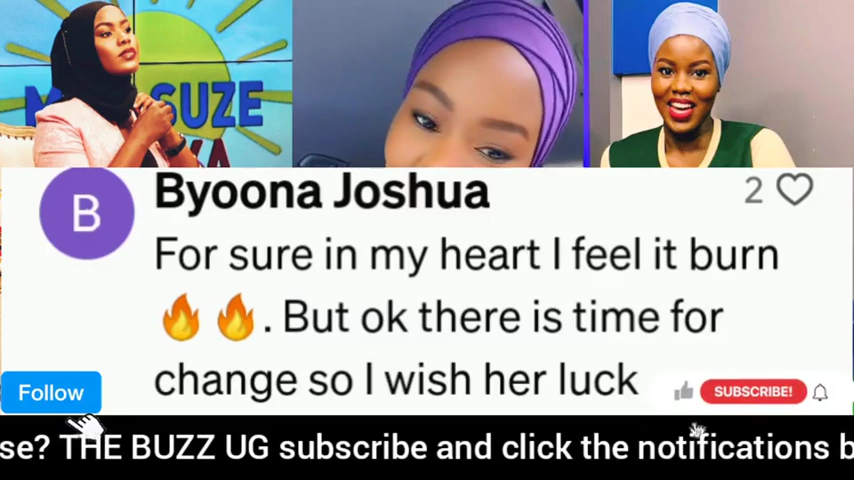 SUZE
Byoona Joshua
2
B
For sure in my heart I feel it burn
🔥 🔥. But ok there is time for
change so I wish her luck
Follow
SUBSCRIBE!
se? THE BUZZ UG subscribe and click the notifications b